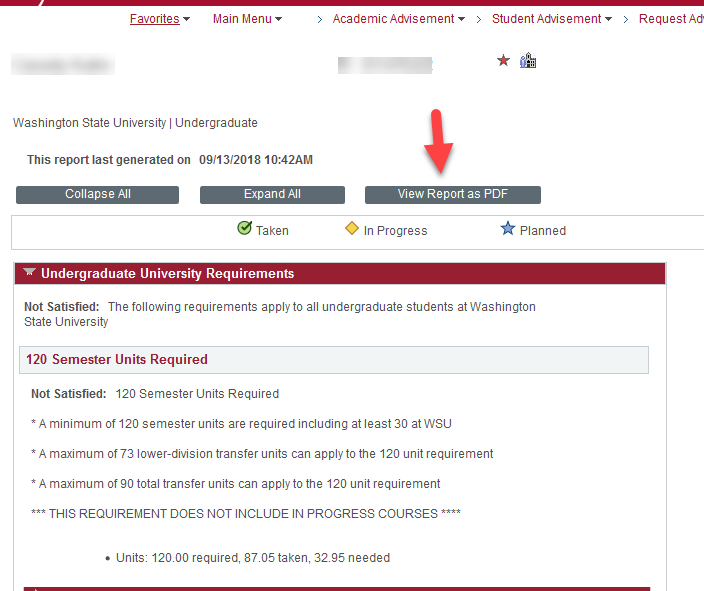 Favorites Main Menu > Academic Advisement > Student Advisement > Request Ad
Washington State University | Undergraduate
This report last generated on 09/13/2018 10:42AM
Collapse All Expand All View Report as PDF
Taken In Progress Planned
Undergraduate University Requirements
Not Satisfied: The following requirements apply to all undergraduate students at Washington
State University
120 Semester Units Required
Not Satisfied: 120 Semester Units Required
* A minimum of 120 semester units are required including at least 30 at WSU
* A maximum of 73 lower-division transfer units can apply to the 120 unit requirement
* A maximum of 90 total transfer units can apply to the 120 unit requirement
*** THIS REQUIREMENT DOES NOT INCLUDE IN PROGRESS COURSES ****
• Units: 120.00 required, 87.05 taken, 32.95 needed